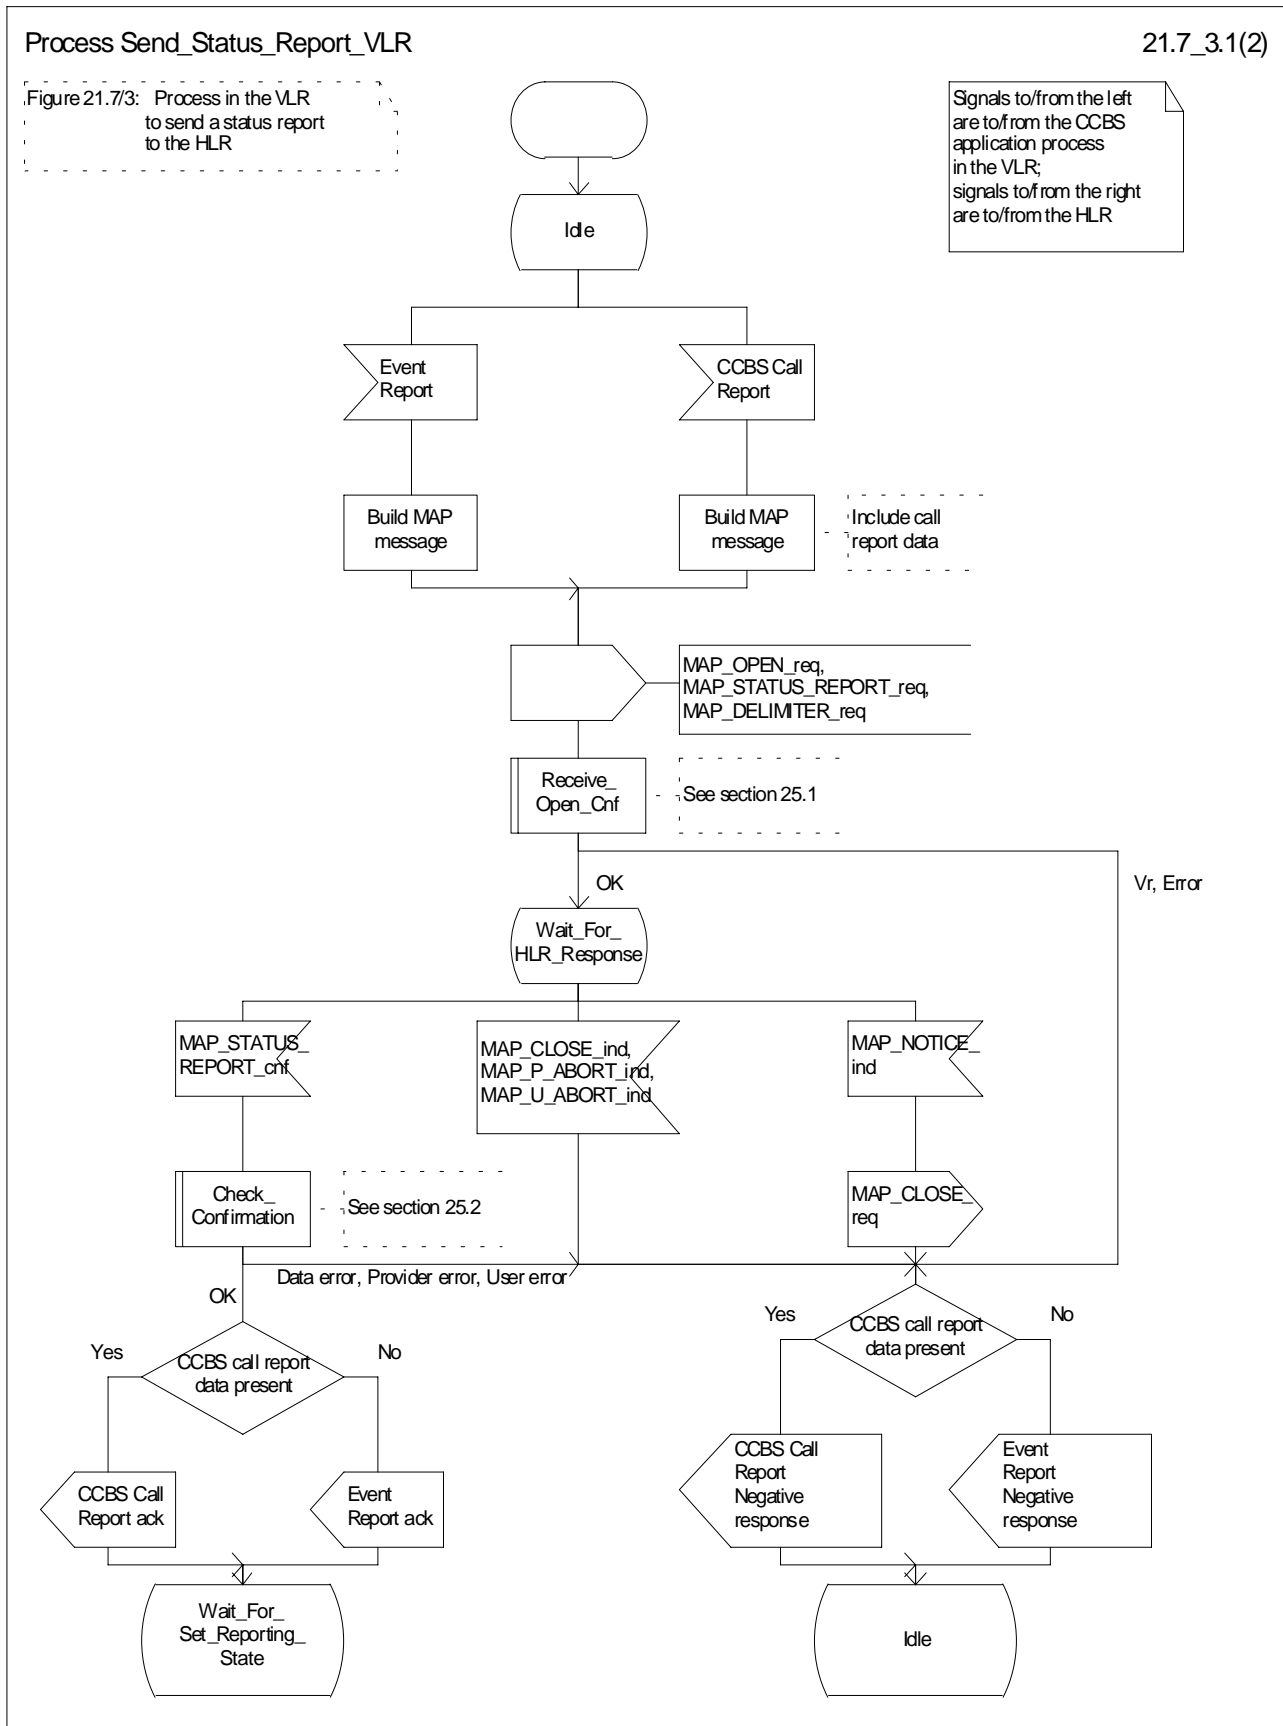 Process Send_Status_Report_VLR
21.7_3.1(2)
Figure 21.7/3: Process in the VLR
to send a status report
to the HLR
Signals to/from the left
are to/from the CCBS
application process
in the VLR;
signals to/from the right
are to/from the HLR
Idle
Event
Report
CCBS Call
Report
Build MAP
message
Build MAP
message
Include call
report data
MAP_OPEN_req,
MAP_STATUS_REPORT_req,
MAP_DELIMITER_req
Receive_
Open_Cnf
See section 25.1
OK
Vr, Error
Wait_For_
HLR_Response
MAP_STATUS_
REPORT_cnf
MAP_CLOSE_ind,
MAP_P_ABORT_ind,
MAP_U_ABORT_ind
MAP_NOTICE_
ind
Check_
Confirmation
See section 25.2
MAP_CLOSE_
req
Data error, Provider error, User error
OK
Yes
CCBS call report
data present
No
Yes
CCBS call report
data present
No
CCBS Call
Report ack
Event
Report ack
CCBS Call
Report
Negative
response
Event
Report
Negative
response
Wait_For_
Set_Reporting_
State
Idle